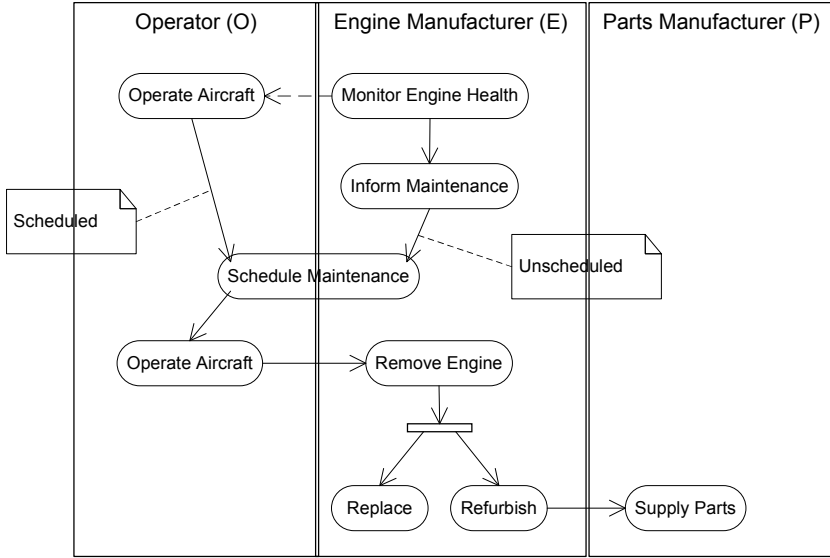 Operator (O)
Engine Manufacturer (E)
Parts Manufacturer (P)
Operate Aircraft
Monitor Engine Health
Inform Maintenance
Scheduled
Unscheduled
Schedule Maintenance
Operate Aircraft
Remove Engine
Replace
Refurbish
Supply Parts